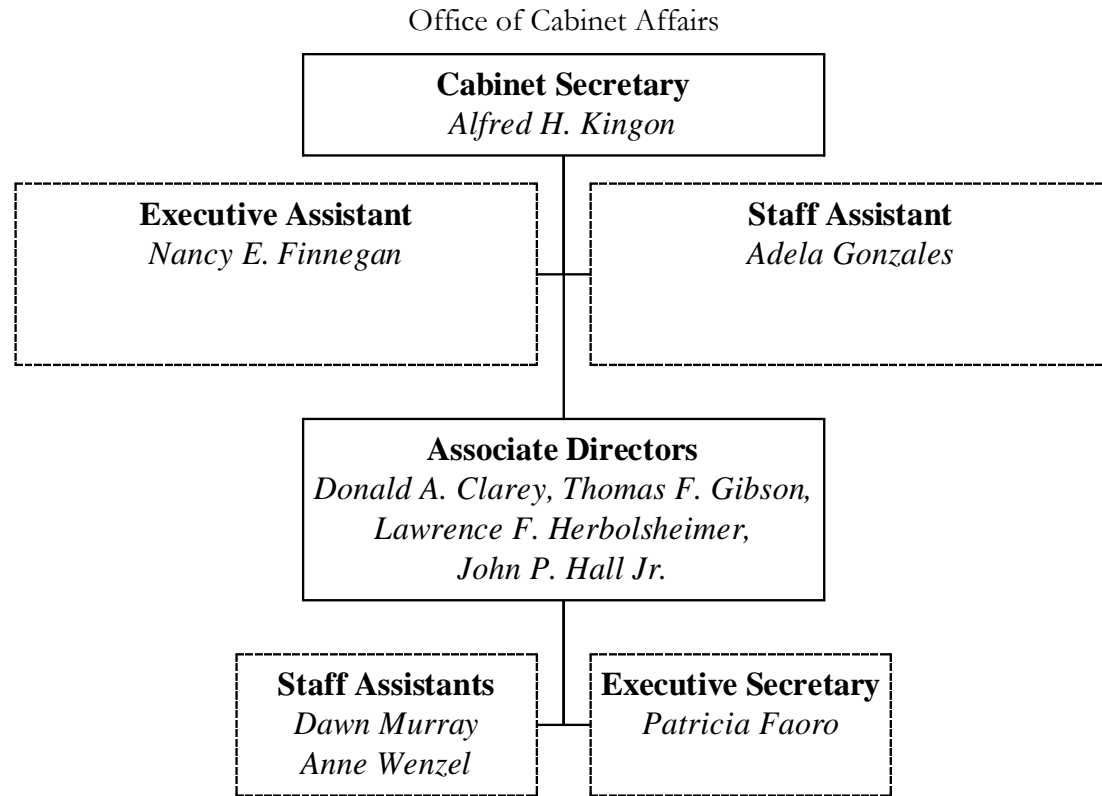 Office of Cabinet Affairs
Cabinet Secretary
Alfred H. Kingon
Executive Assistant
Nancy E. Finnegan
Staff Assistant
Adela Gonzales
Associate Directors
Donald A. Clarey, Thomas F. Gibson,
Lawrence F. Herbolsheimer,
John P. Hall Jr.
Staff Assistants
Dawn Murray
Anne Wenzel
Executive Secretary
Patricia Faoro